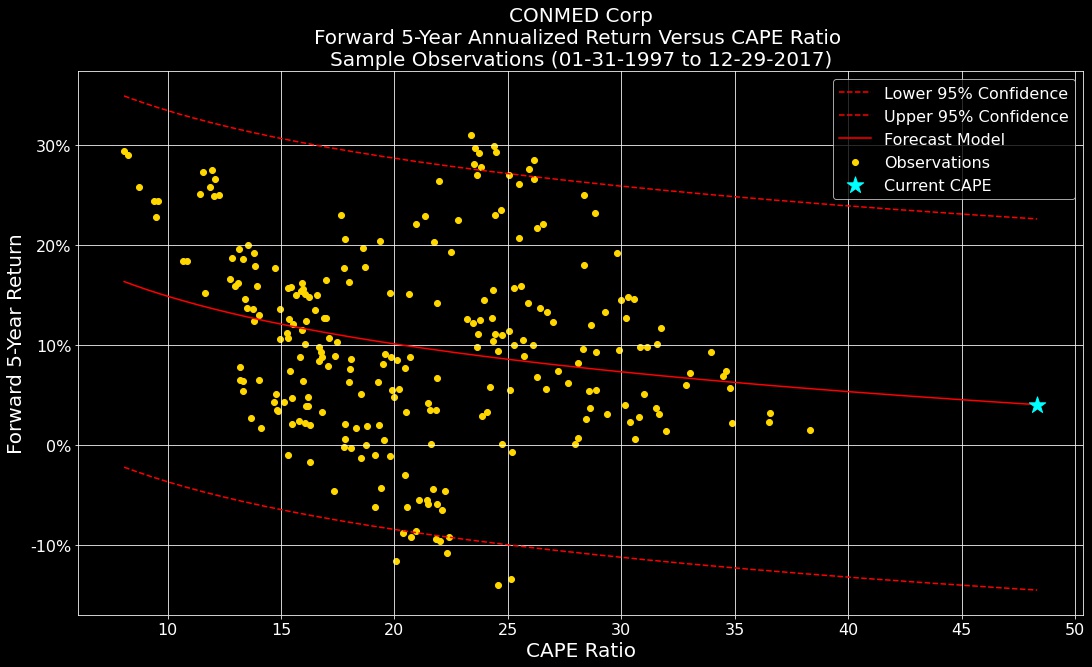 CONMED Corp
Forward 5-Year Annualized Return Versus CAPE Ratio
Sample Observations (01-31-1997 to 12-29-2017)
Lower 95% Confidence
Upper 95% Confidence
Forecast Model
Observations
Current CAPE
Forward 5-Year Return
30%
20%
10%
0%
-10%
10 15 20 25 30 35 40 45 50
CAPE Ratio